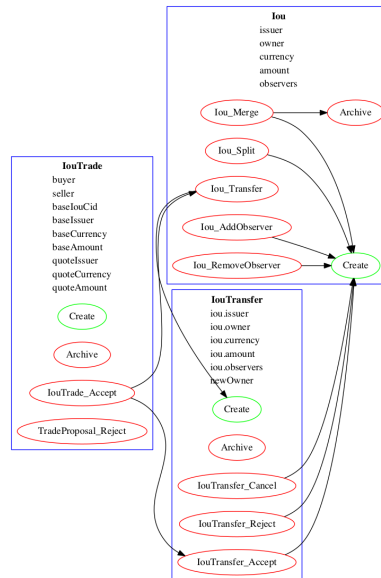 Iou
issuer
owner
currency
amount
observers
Iou_Merge
Archive
Iou_Split
Iou_Transfer
Iou_AddObserver
Iou_RemoveObserver
Create
IouTrade
buyer
seller
baseIouCid
baseIssuer
baseCurrency
baseAmount
quoteIssuer
quoteCurrency
quoteAmount
Create
Archive
IouTrade_Accept
TradeProposal_Reject
IouTransfer
iou.issuer
iou.owner
iou.currency
iou.amount
iou.observers
newOwner
Create
Archive
IouTransfer_Cancel
IouTransfer_Reject
IouTransfer_Accept